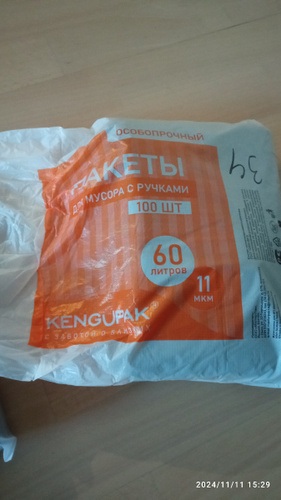 ОСОБОПРОЧНЫЙ
ПАКЕТЫ
ДЛЯ МУСОРА С РУЧКАМИ
100 ШТ
60
ЛИТРОВ
11
МКМ
KENGUPAK
34
2024/11/11 15:29